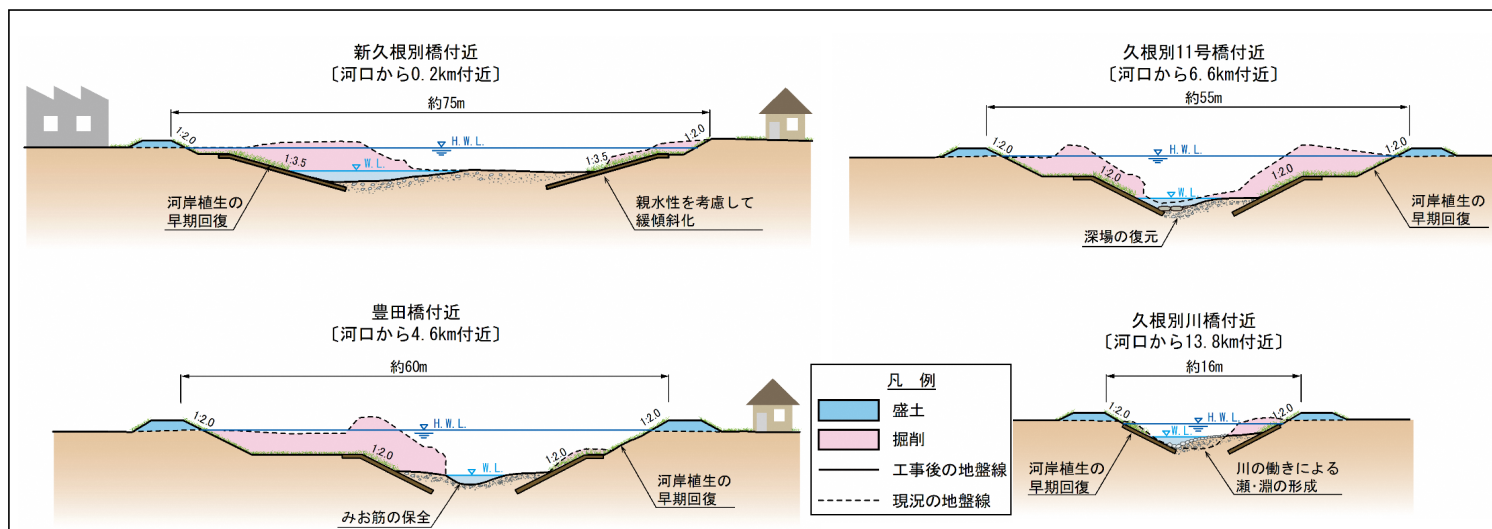 新久根別橋付近
〔河口から0.2km付近〕
約75m
1:2.0
H.W.L.
1:2.0
1:3.5
W.L.
1:3.5
河岸植生の
早期回復
親水性を考慮して
緩傾斜化
久根別11号橋付近
〔河口から6.6km付近〕
約55m
1:2.0
H.W.L.
1:2.0
1:2.0
W.L.
1:2.0
深場の復元
河岸植生の
早期回復
豊田橋付近
〔河口から4.6km付近〕
約60m
1:2.0
H.W.L.
1:2.0
1:2.0
W.L.
1:2.0
みお筋の保全
河岸植生の
早期回復
凡 例
盛土
掘削
工事後の地盤線
現況の地盤線
久根別川橋付近
〔河口から13.8km付近〕
約16m
1:2.0
H.W.L.
1:2.0
W.L.
河岸植生の
早期回復
川の働きによる
瀬・淵の形成